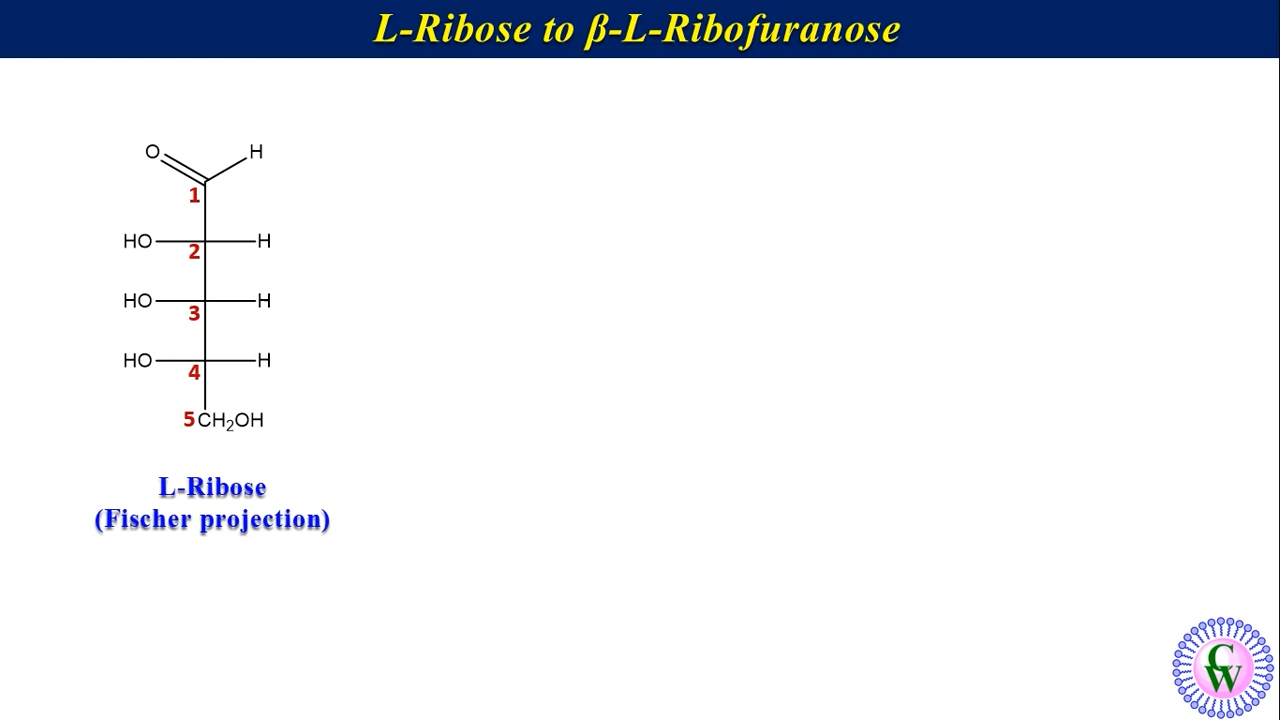 L-Ribose to β-L-Ribofuranose
O H
1
HO H
2
HO H
3
HO H
4
5 CH₂OH
L-Ribose
(Fischer projection)
C
W